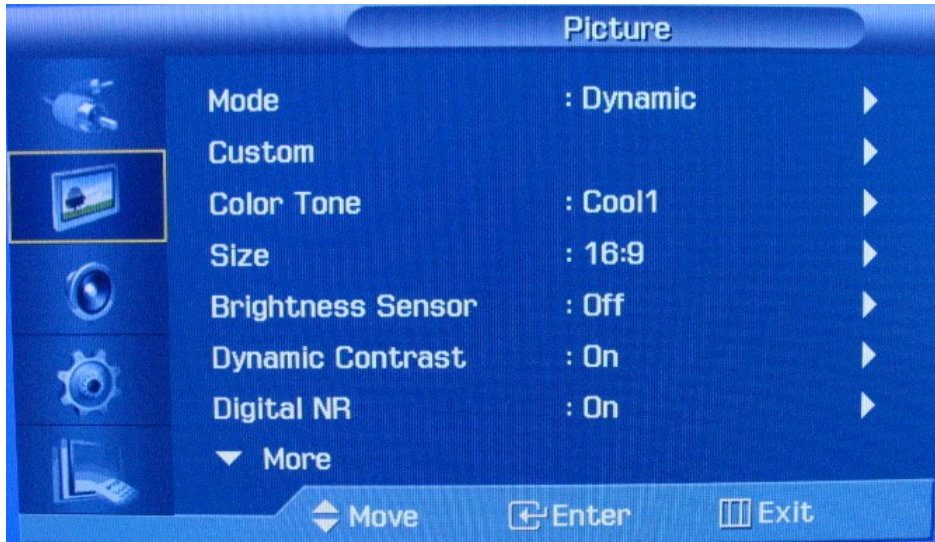 Picture
Mode : Dynamic
Custom
Color Tone : Cool1
Size : 16:9
Brightness Sensor : Off
Dynamic Contrast : On
Digital NR : On
More
Move Enter Exit